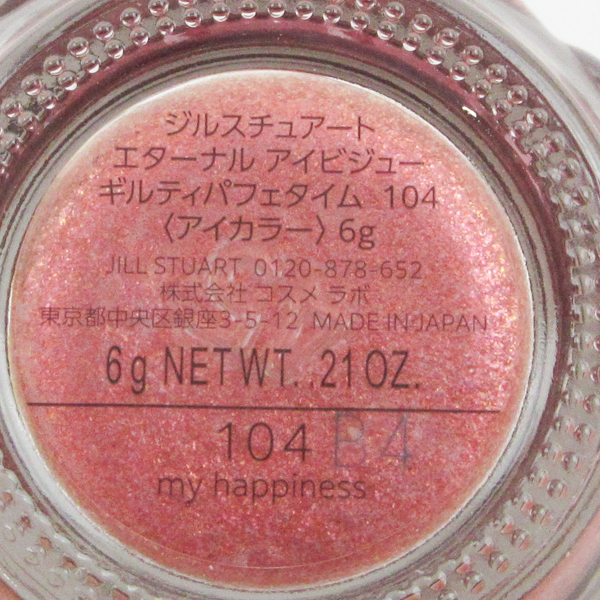 ジルスチュアート
エターナル アイビジュー
ギルティパフェタイム 104
〈アイカラー〉 6g
JILL STUART 0120-878-652
株式会社 コスメ ラボ
東京都中央区銀座3-5-12 MADE IN JAPAN
6g NET WT. .21 OZ.
104 B4
my happiness